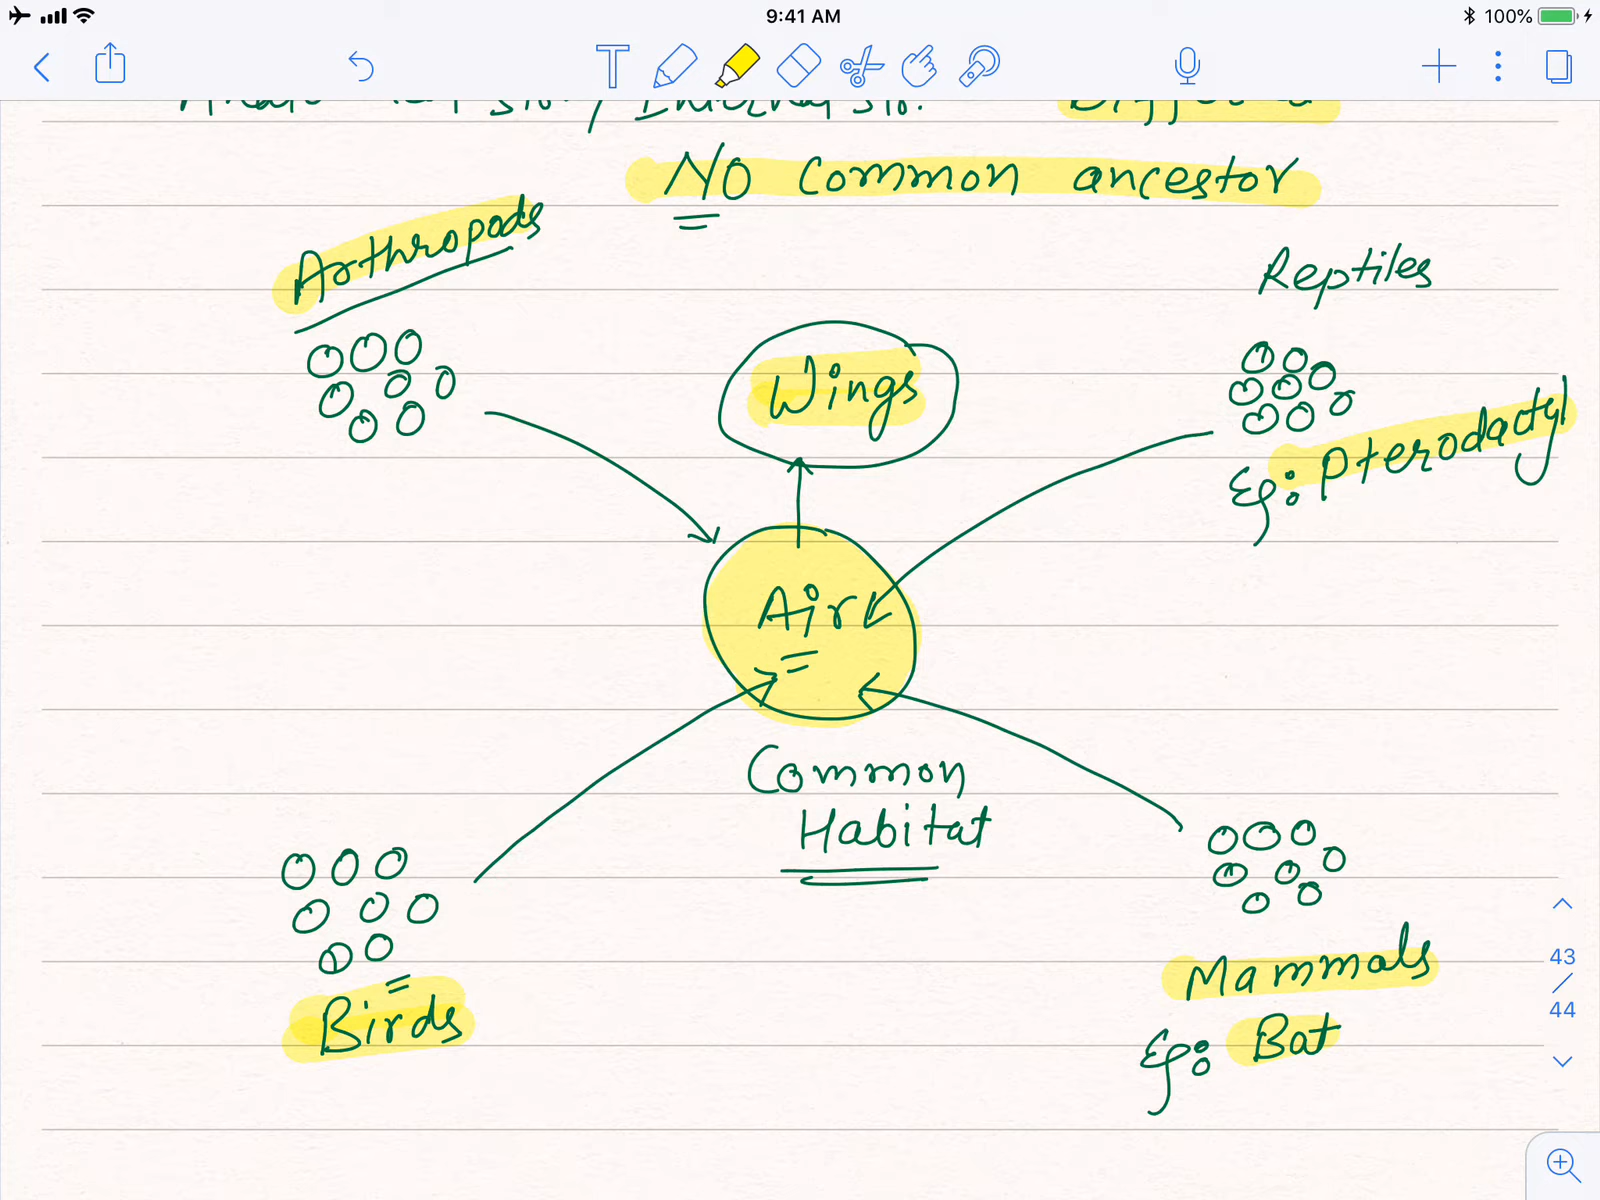 9:41 AM
100%
NO common ancestor
Arthropods
Reptiles
Wings
Eg: Pterodactyl
Air
Common
Habitat
Birds
Mammals
Eg: Bat
43
/
44